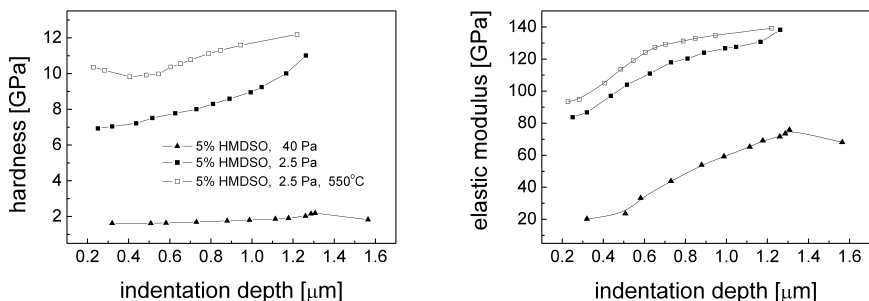 hardness [GPa]
14
12
10
8
6
4
2
0.2 0.4 0.6 0.8 1.0 1.2 1.4 1.6
indentation depth [μm]
5% HMDSO, 40 Pa
5% HMDSO, 2.5 Pa
5% HMDSO, 2.5 Pa, 550°C
elastic modulus [GPa]
140
120
100
80
60
40
20
0.2 0.4 0.6 0.8 1.0 1.2 1.4 1.6
indentation depth [μm]